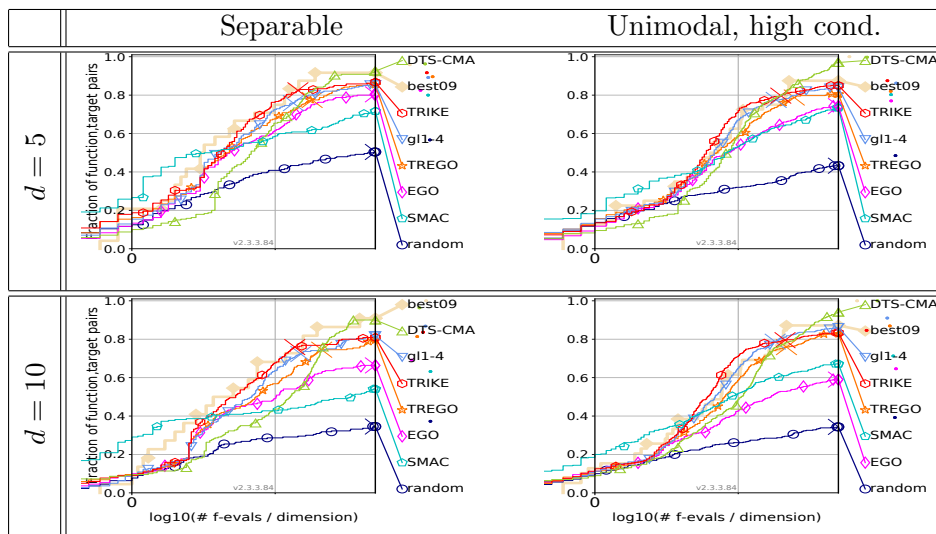 Separable
Unimodal, high cond.
d = 5
fraction of function,target pairs
1.0
0.8
0.6
0.4
0.2
0.0
0
v2.3.3.84
DTS-CMA
best09
TRIKE
gl1-4
TREGO
EGO
SMAC
random
1.0
0.8
0.6
0.4
0.2
0.0
0
v2.3.3.84
DTS-CMA
best09
TRIKE
gl1-4
TREGO
EGO
SMAC
random
d = 10
fraction of function,target pairs
1.0
0.8
0.6
0.4
0.2
0.0
0
v2.3.3.84
log10(# f-evals / dimension)
best09
DTS-CMA
gl1-4
TRIKE
TREGO
EGO
SMAC
random
1.0
0.8
0.6
0.4
0.2
0.0
0
v2.3.3.84
log10(# f-evals / dimension)
DTS-CMA
best09
gl1-4
TRIKE
TREGO
SMAC
EGO
random